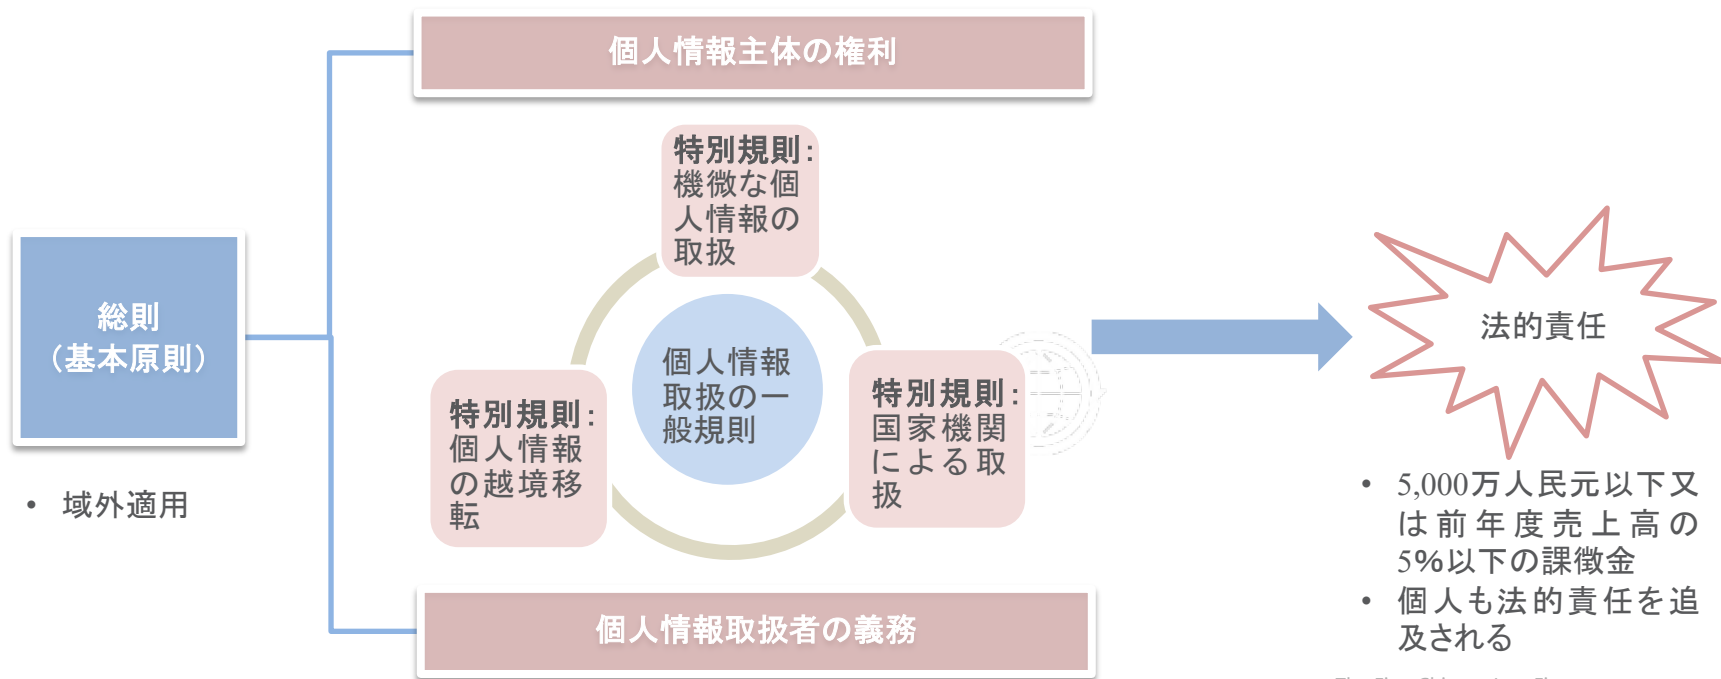 個人情報主体の権利
特別規則：
機微な個
人情報の
取扱
総則
（基本原則）
• 域外適用
個人情報
取扱の一
般規則
特別規則：
個人情報
の越境移
転
特別規則：
国家機関
による取
扱
法的責任
• 5,000万人民元以下又
は前年度売上高の
5%以下の課徴金
• 個人も法的責任を追
及される
個人情報取扱者の義務